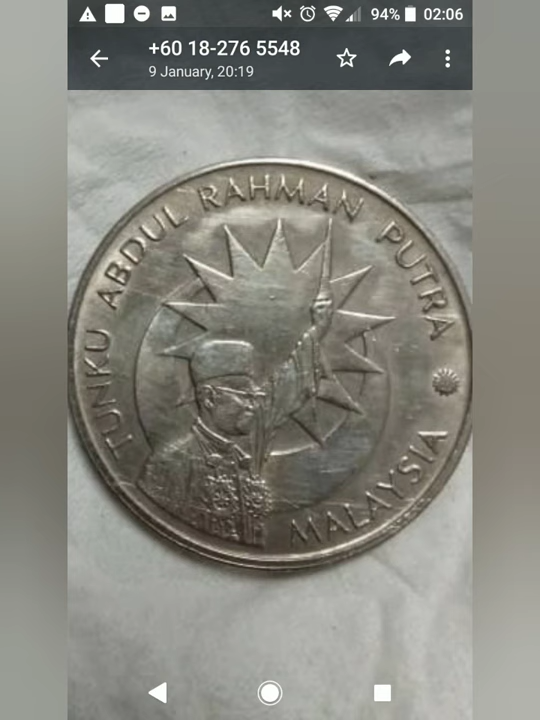 94% 02:06
+60 18-276 5548
9 January, 20:19
TUNKU ABDUL RAHMAN PUTRA
MALAYSIA